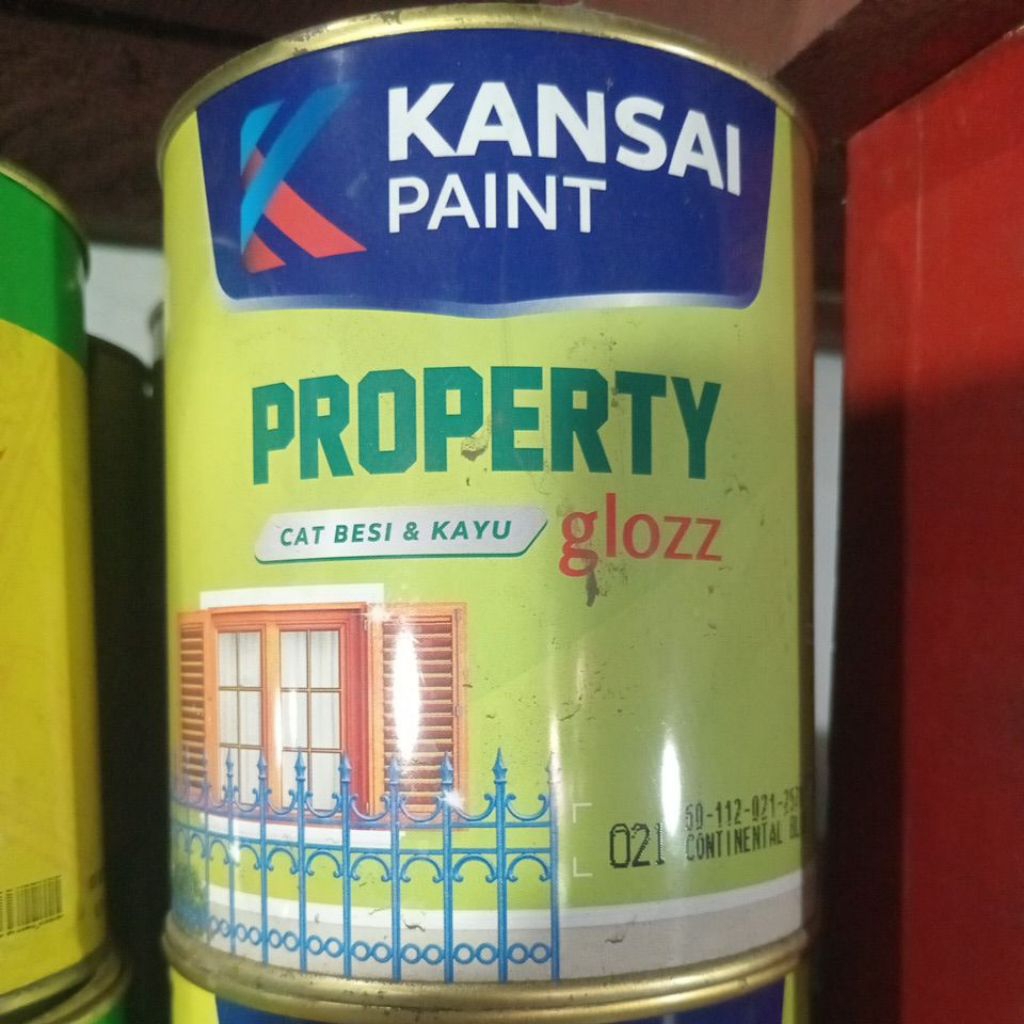 KANSAI
PAINT
PROPERTY
CAT BESI & KAYU
glozz
021
CONTINENTAL